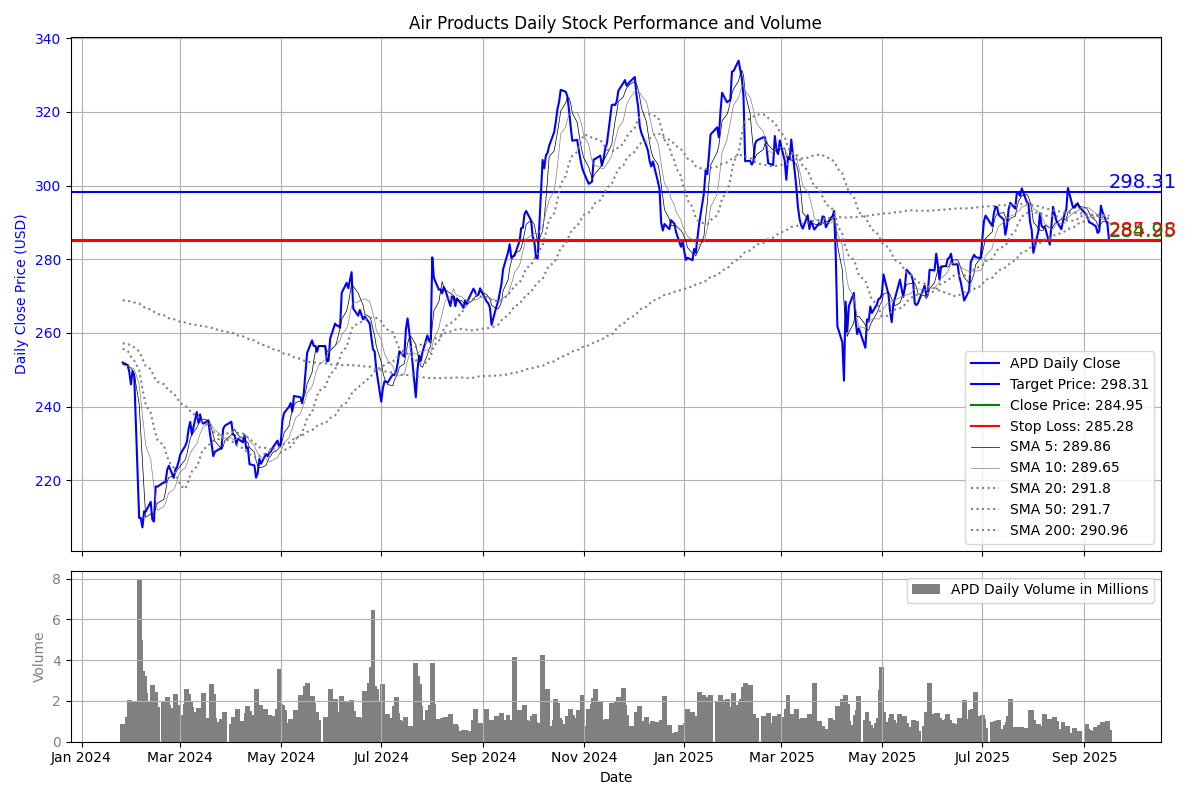 Air Products Daily Stock Performance and Volume
Daily Close Price (USD)
340
320
300
280
260
240
220
298.31
284.95
285.28
APD Daily Close
Target Price: 298.31
Close Price: 284.95
Stop Loss: 285.28
SMA 5: 289.86
SMA 10: 289.65
SMA 20: 291.8
SMA 50: 291.7
SMA 200: 290.96
Volume
8
6
4
2
0
APD Daily Volume in Millions
Jan 2024 Mar 2024 May 2024 Jul 2024 Sep 2024 Nov 2024 Jan 2025 Mar 2025 May 2025 Jul 2025 Sep 2025
Date